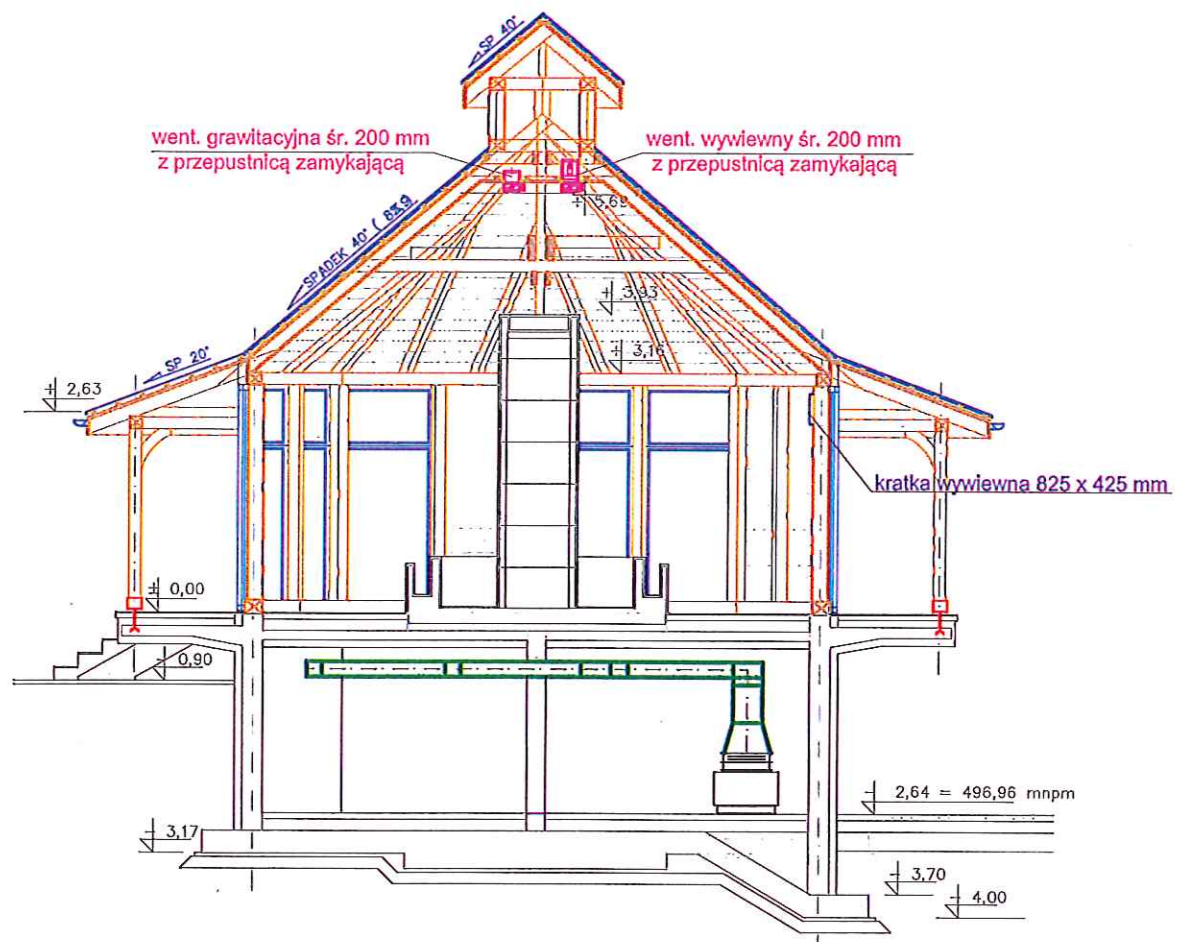 SP 40°
went. grawitacyjna śr. 200 mm
z przepustnicą zamykającą
went. wywiewny śr. 200 mm
z przepustnicą zamykającą
+ 5,69
SPADEK 40°
+ 3,93
+ 3,16
SP 20°
+ 2,63
kratka wywiewna 825 x 425 mm
± 0,00
- 0,90
- 2,64 = 496,96 mnpm
- 3,17
- 3,70
- 4,00